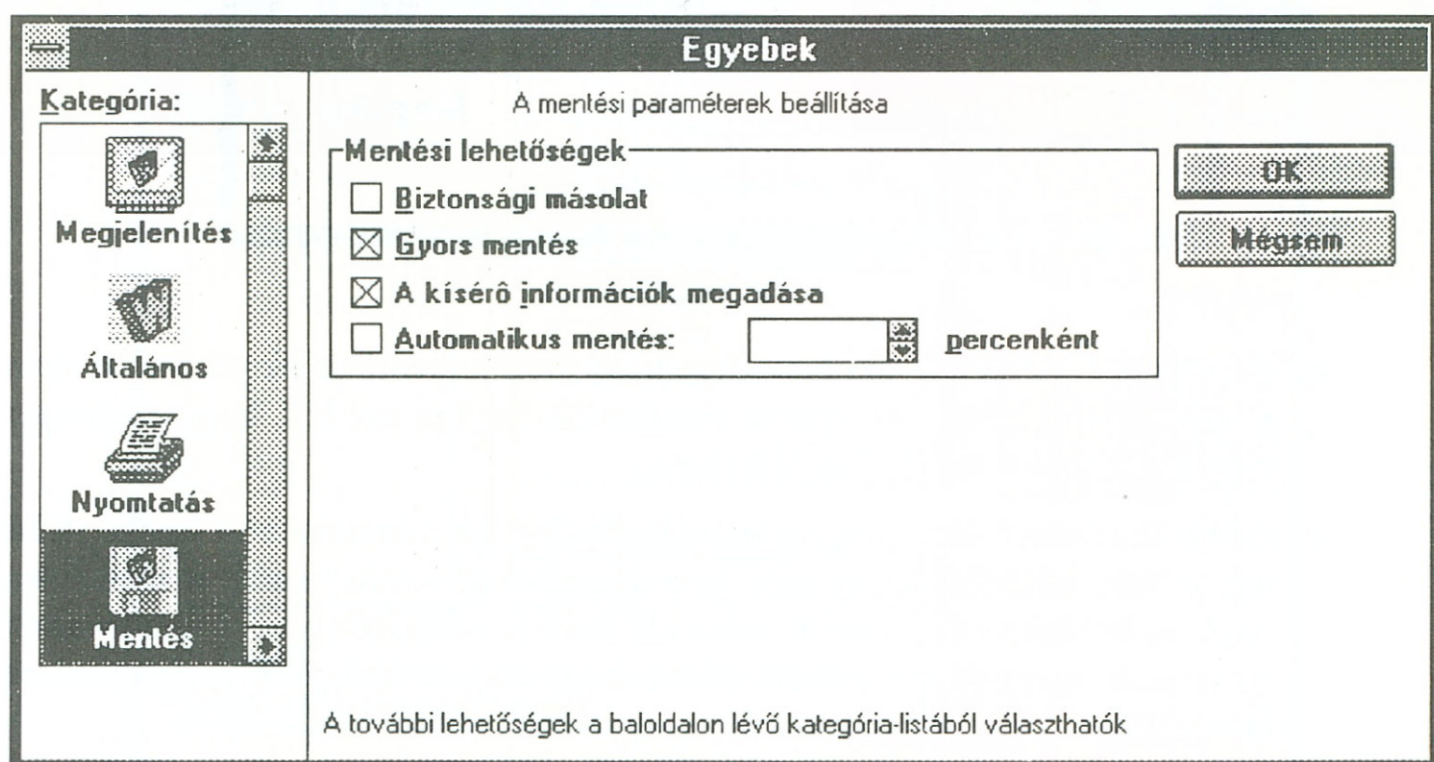 Egyebek
Kategória:
Megjelenítés
Általános
Nyomtatás
Mentés
A mentési paraméterek beállítása
Mentési lehetőségek
Biztonsági másolat
Gyors mentés
A kísérô információk megadása
Automatikus mentés: percenként
OK
Mégsem
A további lehetőségek a baloldalon lévő kategória-listából választhatók